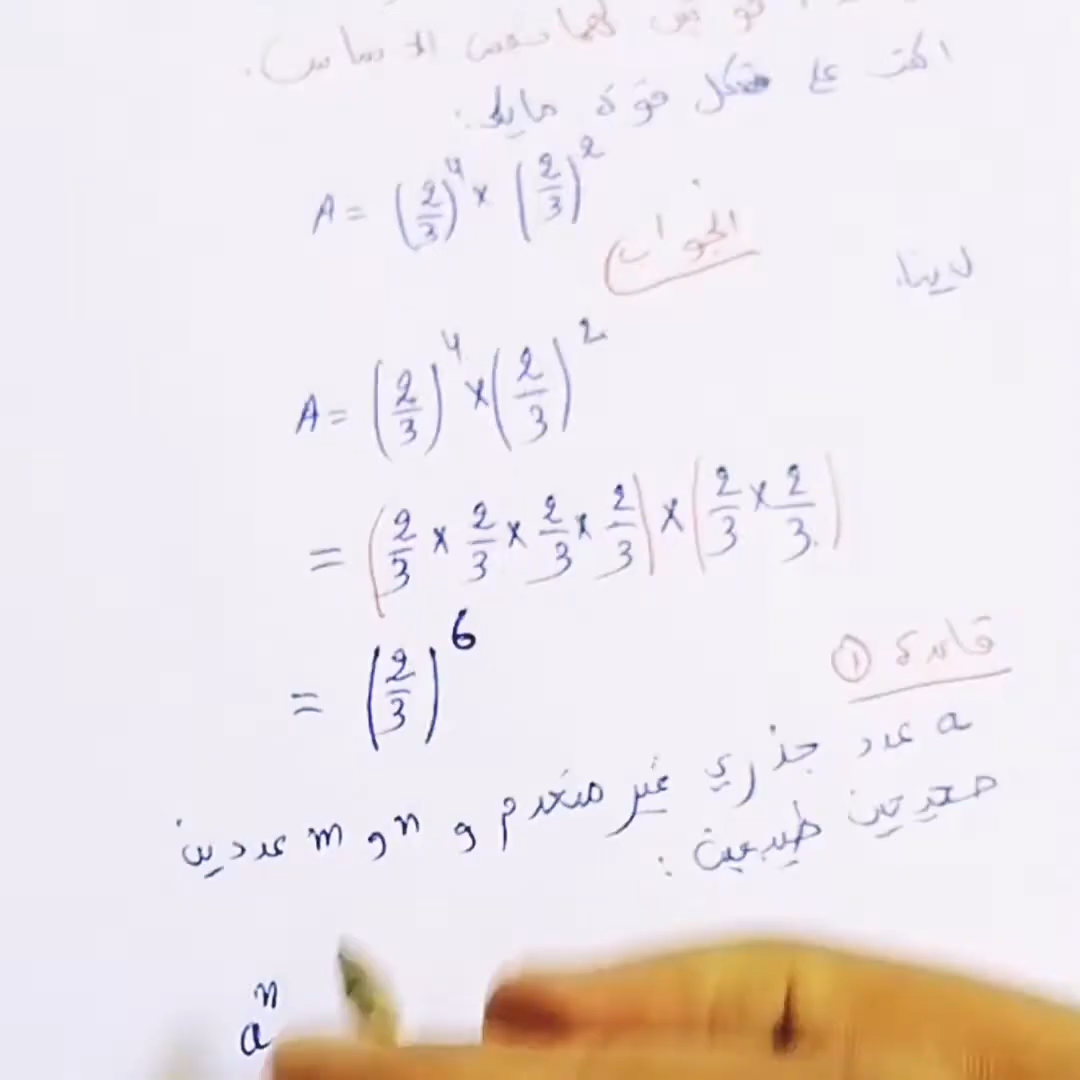 لهما نفس الأساس.
اكتب على شكل قوة مايلي:
A = (2/3)^4 × (2/3)^2
الجواب
لدينا.
A = (2/3)^4 × (2/3)^2
= (2/3 × 2/3 × 2/3 × 2/3) × (2/3 × 2/3)
= (2/3)^6
قاعدة ①
a عدد جذري غير منعدم و n و m عددين
صحيحين طبيعيين :
a^n